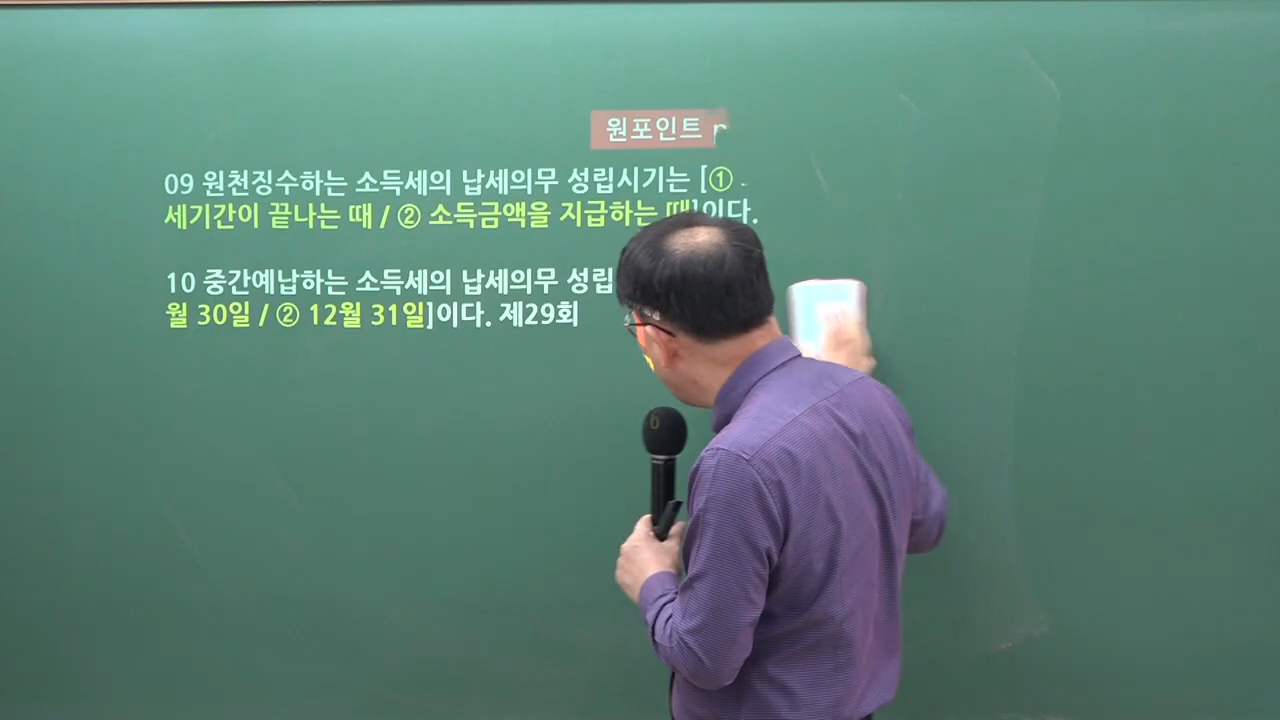 원포인트
09 원천징수하는 소득세의 납세의무 성립시기는 [①
세기간이 끝나는 때 / ② 소득금액을 지급하는 때]이다.
10 중간예납하는 소득세의 납세의무 성립
월 30일 / ② 12월 31일]이다. 제29회